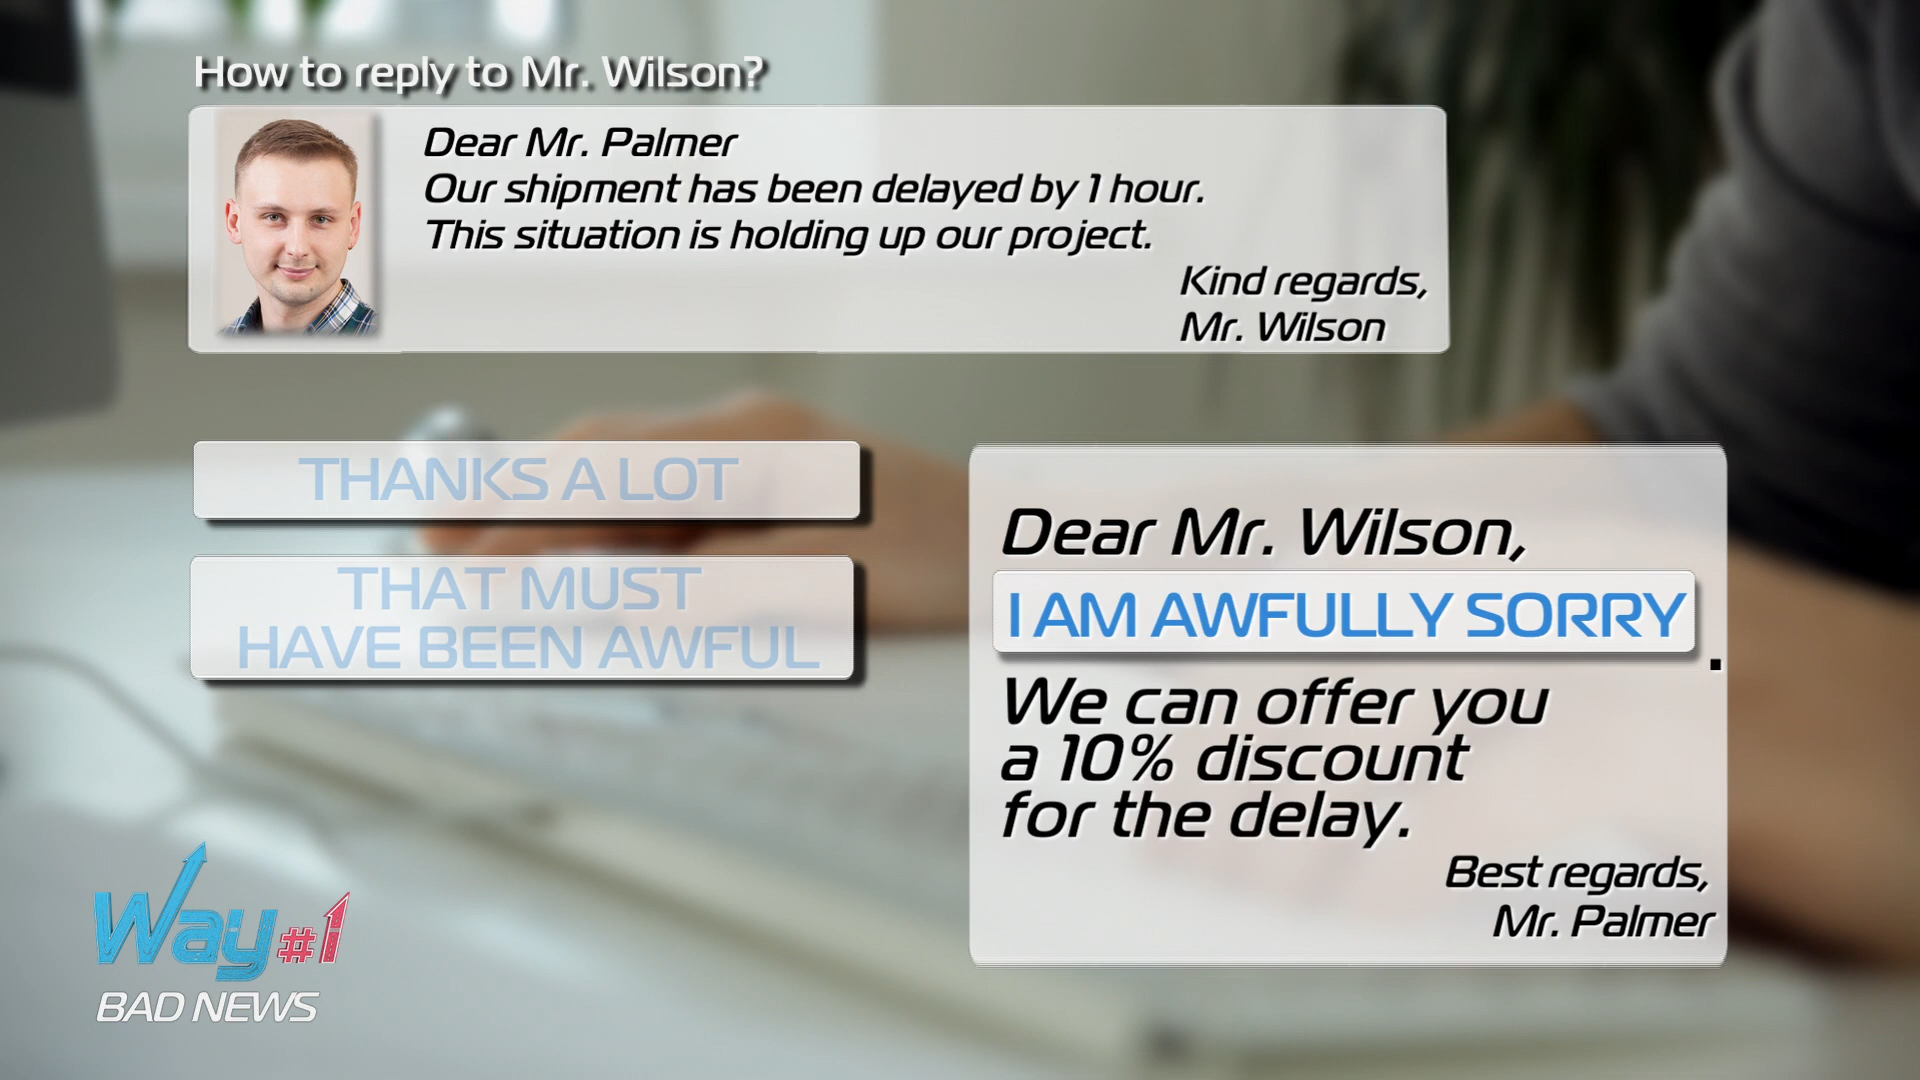 How to reply to Mr. Wilson?
Dear Mr. Palmer
Our shipment has been delayed by 1 hour.
This situation is holding up our project.
Kind regards,
Mr. Wilson
THANKS A LOT
THAT MUST
HAVE BEEN AWFUL
Dear Mr. Wilson,
I AM AWFULLY SORRY.
We can offer you
a 10% discount
for the delay.
Best regards,
Mr. Palmer
Way #1
BAD NEWS